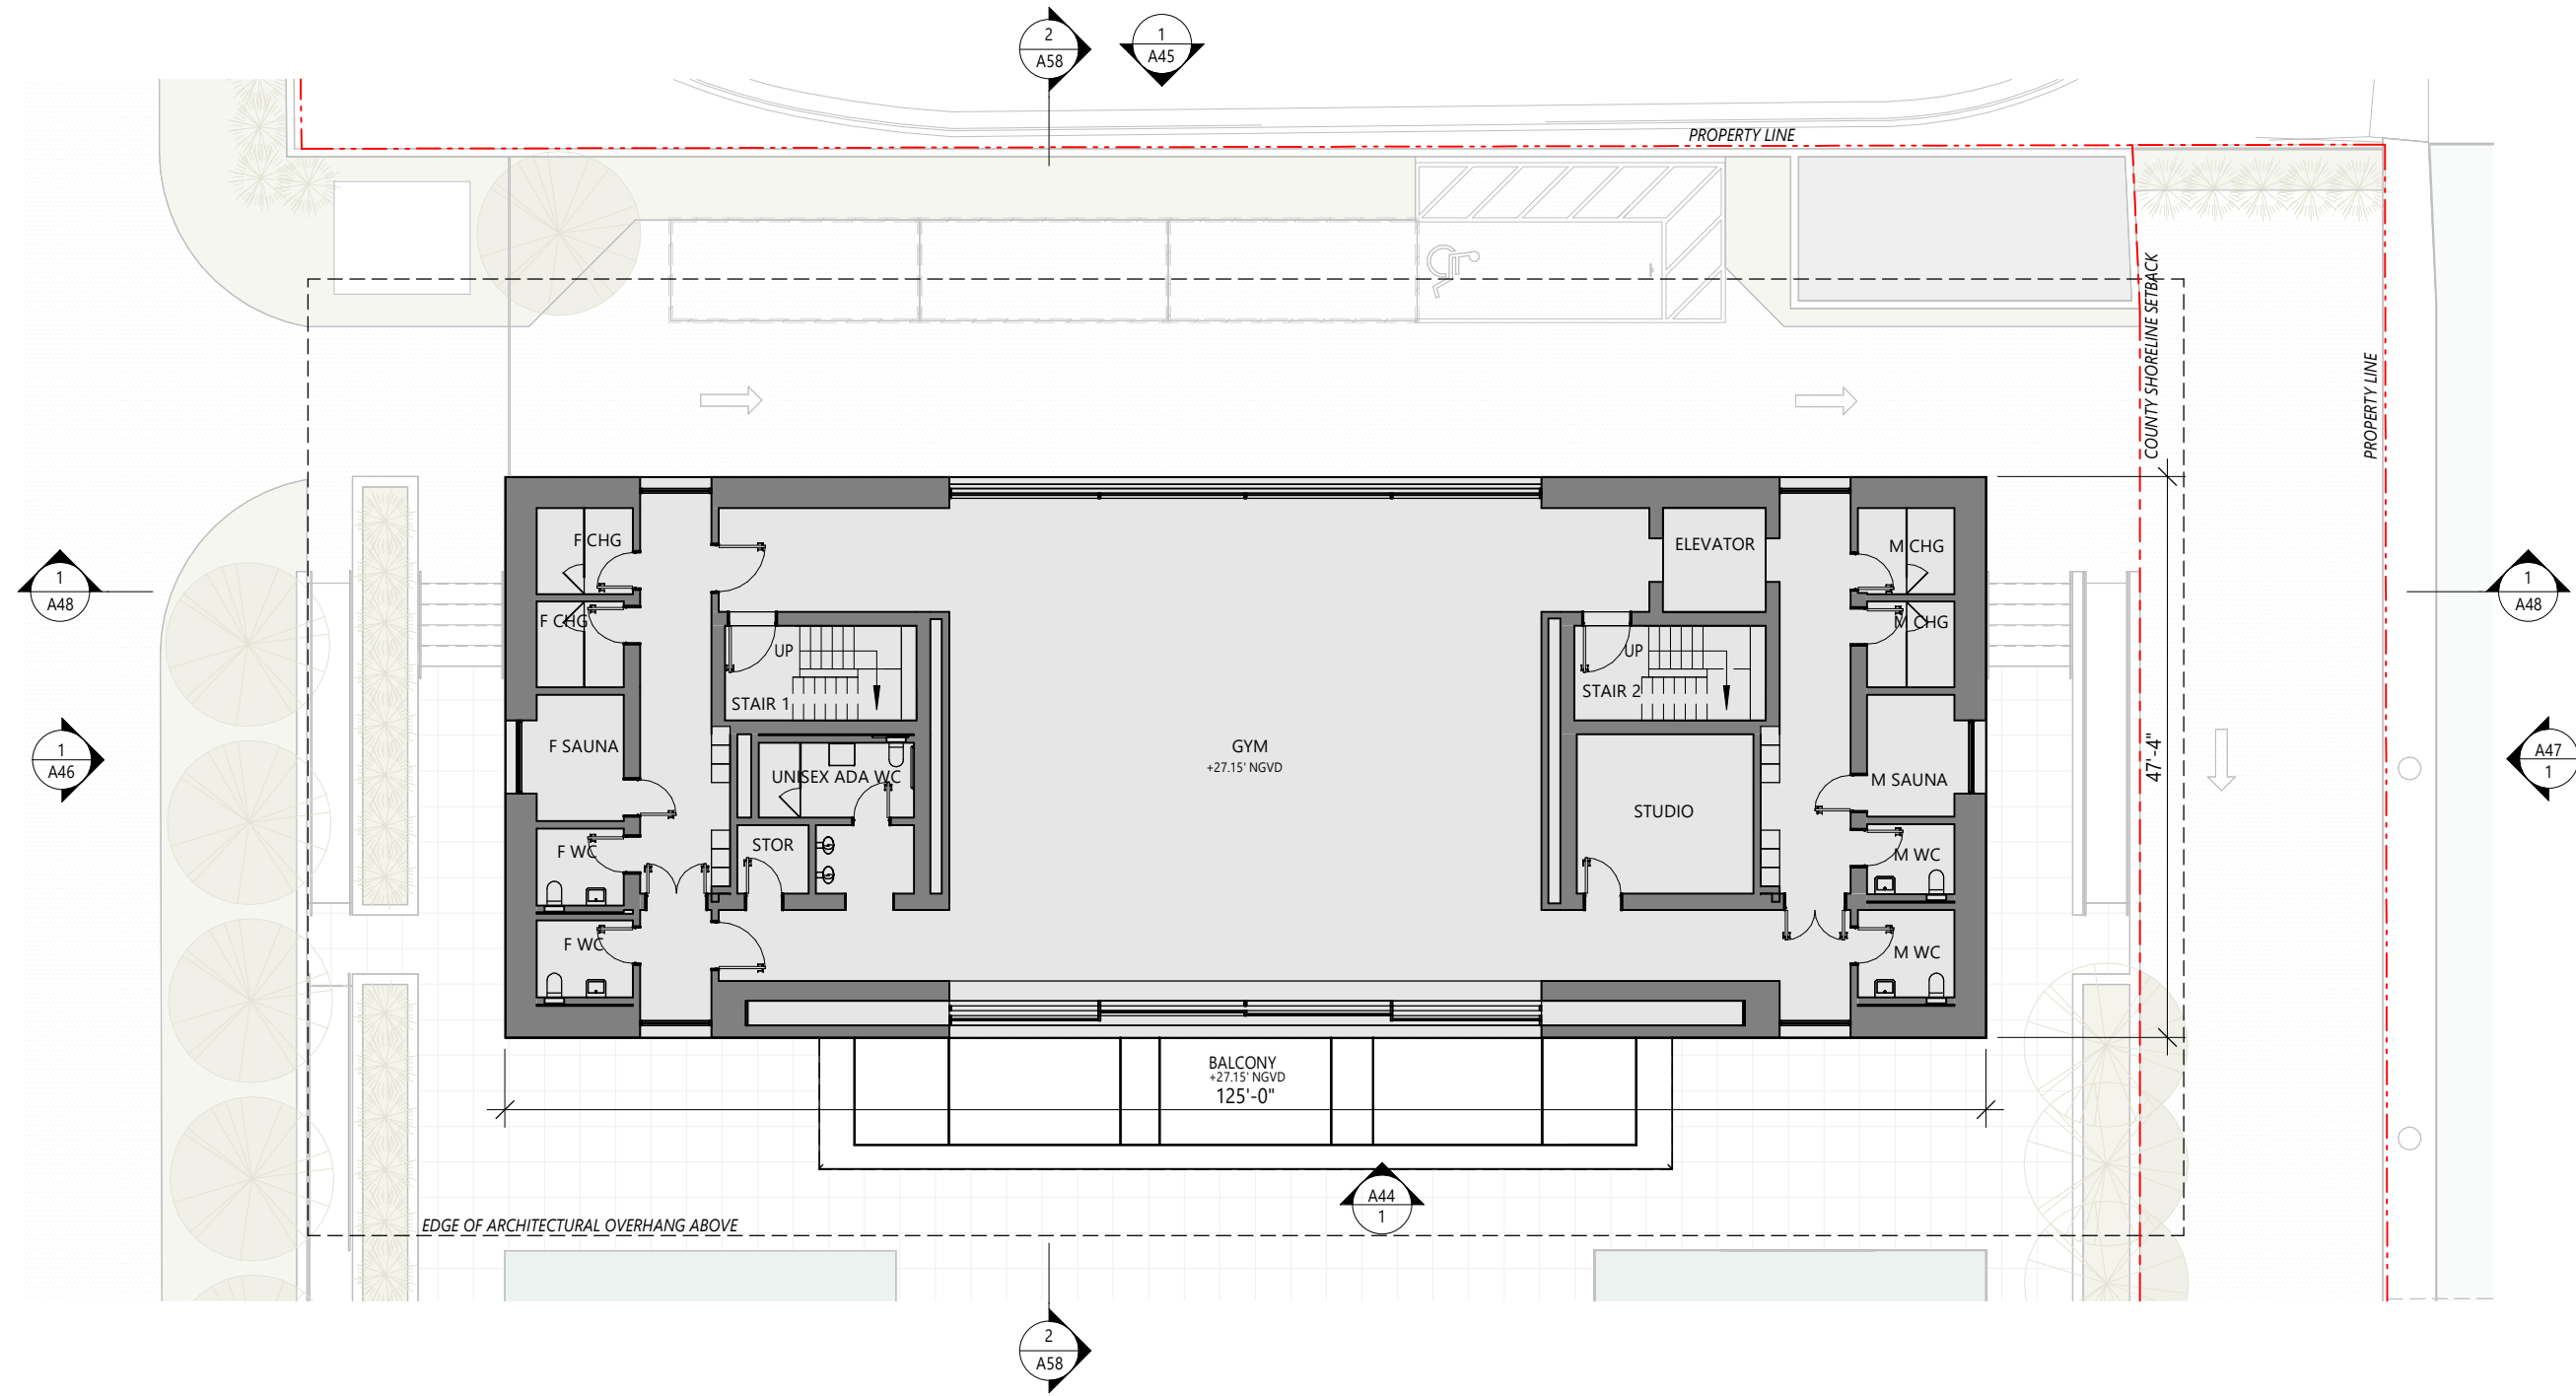 2
A58
1
A45
PROPERTY LINE
COUNTY SHORELINE SETBACK
PROPERTY LINE
F CHG
ELEVATOR
M CHG
1
A48
1
A48
F CHG
M CHG
UP
UP
STAIR 1
STAIR 2
F SAUNA
GYM
+27.15' NGVD
1
A46
A47
1
47'-4"
UNISEX ADA WC
M SAUNA
STUDIO
STOR
F WC
M WC
F WC
M WC
BALCONY
+27.15' NGVD
125'-0"
A44
1
EDGE OF ARCHITECTURAL OVERHANG ABOVE
2
A58